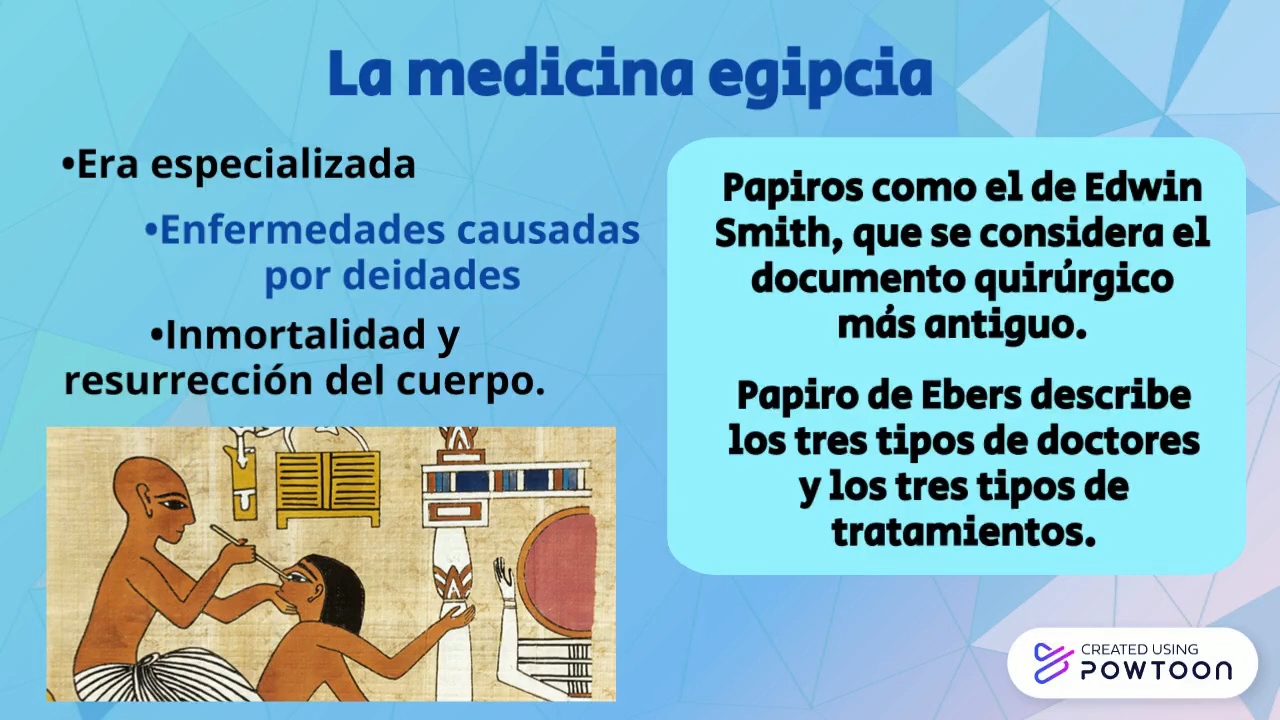 La medicina egipcia
•Era especializada
•Enfermedades causadas
por deidades
•Inmortalidad y
resurrección del cuerpo.
Papiros como el de Edwin
Smith, que se considera el
documento quirúrgico
más antiguo.
Papiro de Ebers describe
los tres tipos de doctores
y los tres tipos de
tratamientos.
CREATED USING
POWTOON